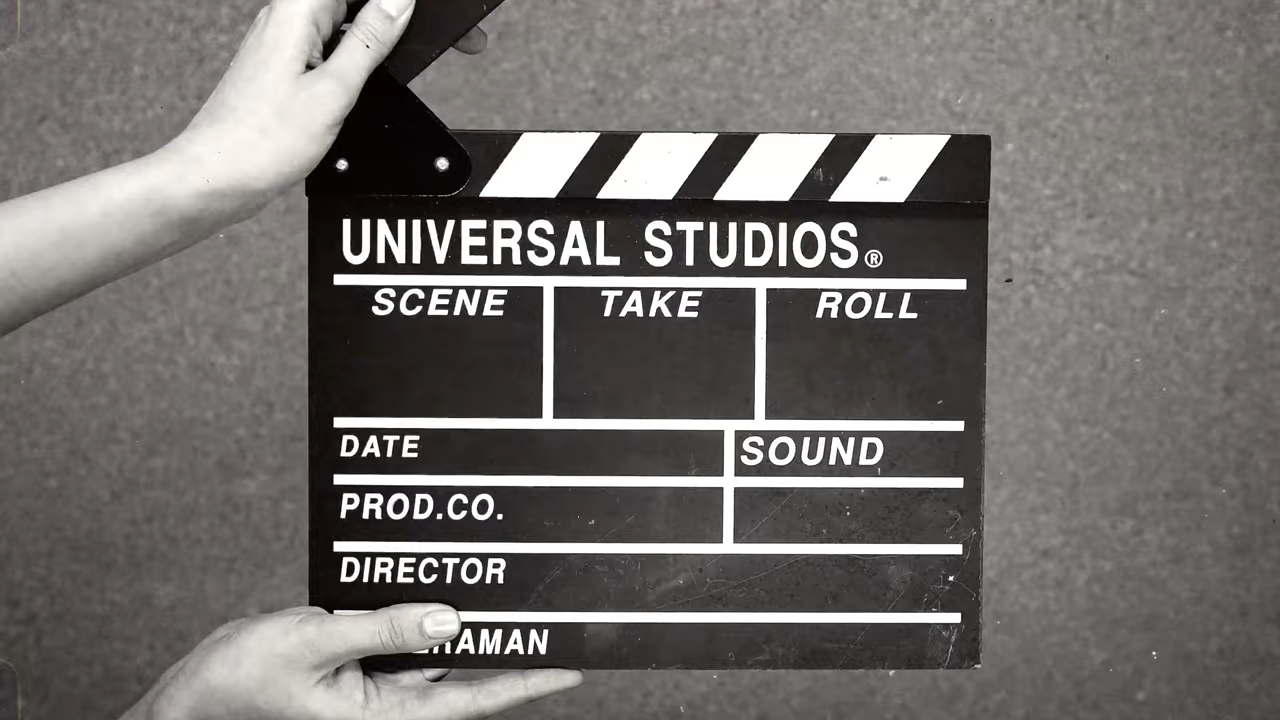 UNIVERSAL STUDIOS®
SCENE TAKE ROLL
DATE SOUND
PROD.CO.
DIRECTOR